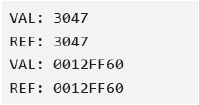 VAL: 3047
REF: 3047
VAL: 0012FF60
REF: 0012FF60